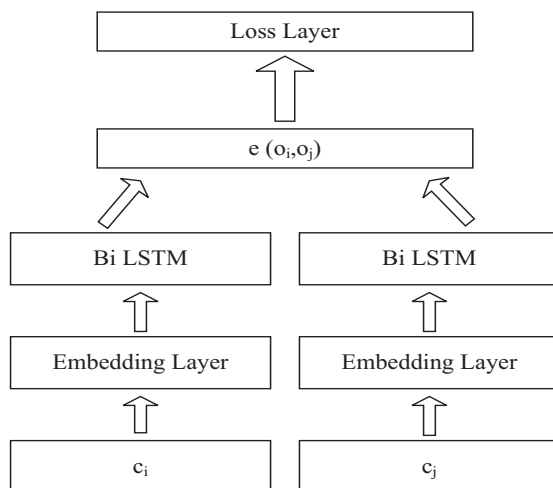 Loss Layer
e (oᵢ,oⱼ)
Bi LSTM
Bi LSTM
Embedding Layer
Embedding Layer
cᵢ
cⱼ